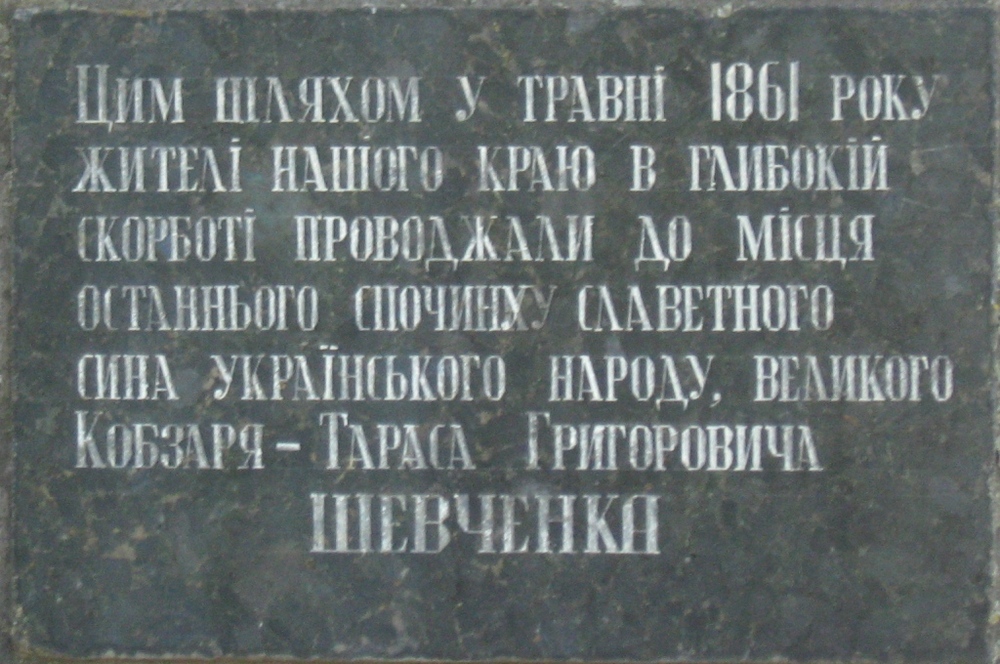 Цим шляхом у травні 1861 року
жителі нашого краю в глибокій
скорботі проводжали до місця
останнього спочинху славетного
сина українського народу, великого
Кобзаря – Тараса Григоровича
Шевченка